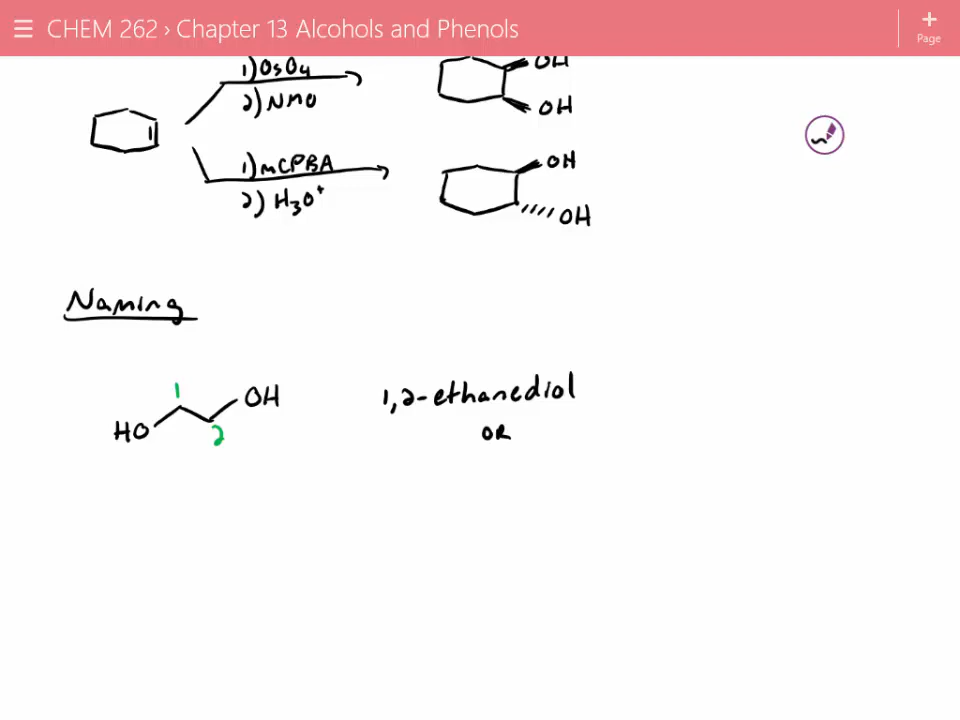 CHEM 262 › Chapter 13 Alcohols and Phenols
Page
1) OsO4
2) NMO
OH
OH
1) mCPBA
2) H3O+
OH
OH
Naming
1
OH
HO
2
1,2-ethanediol
OR